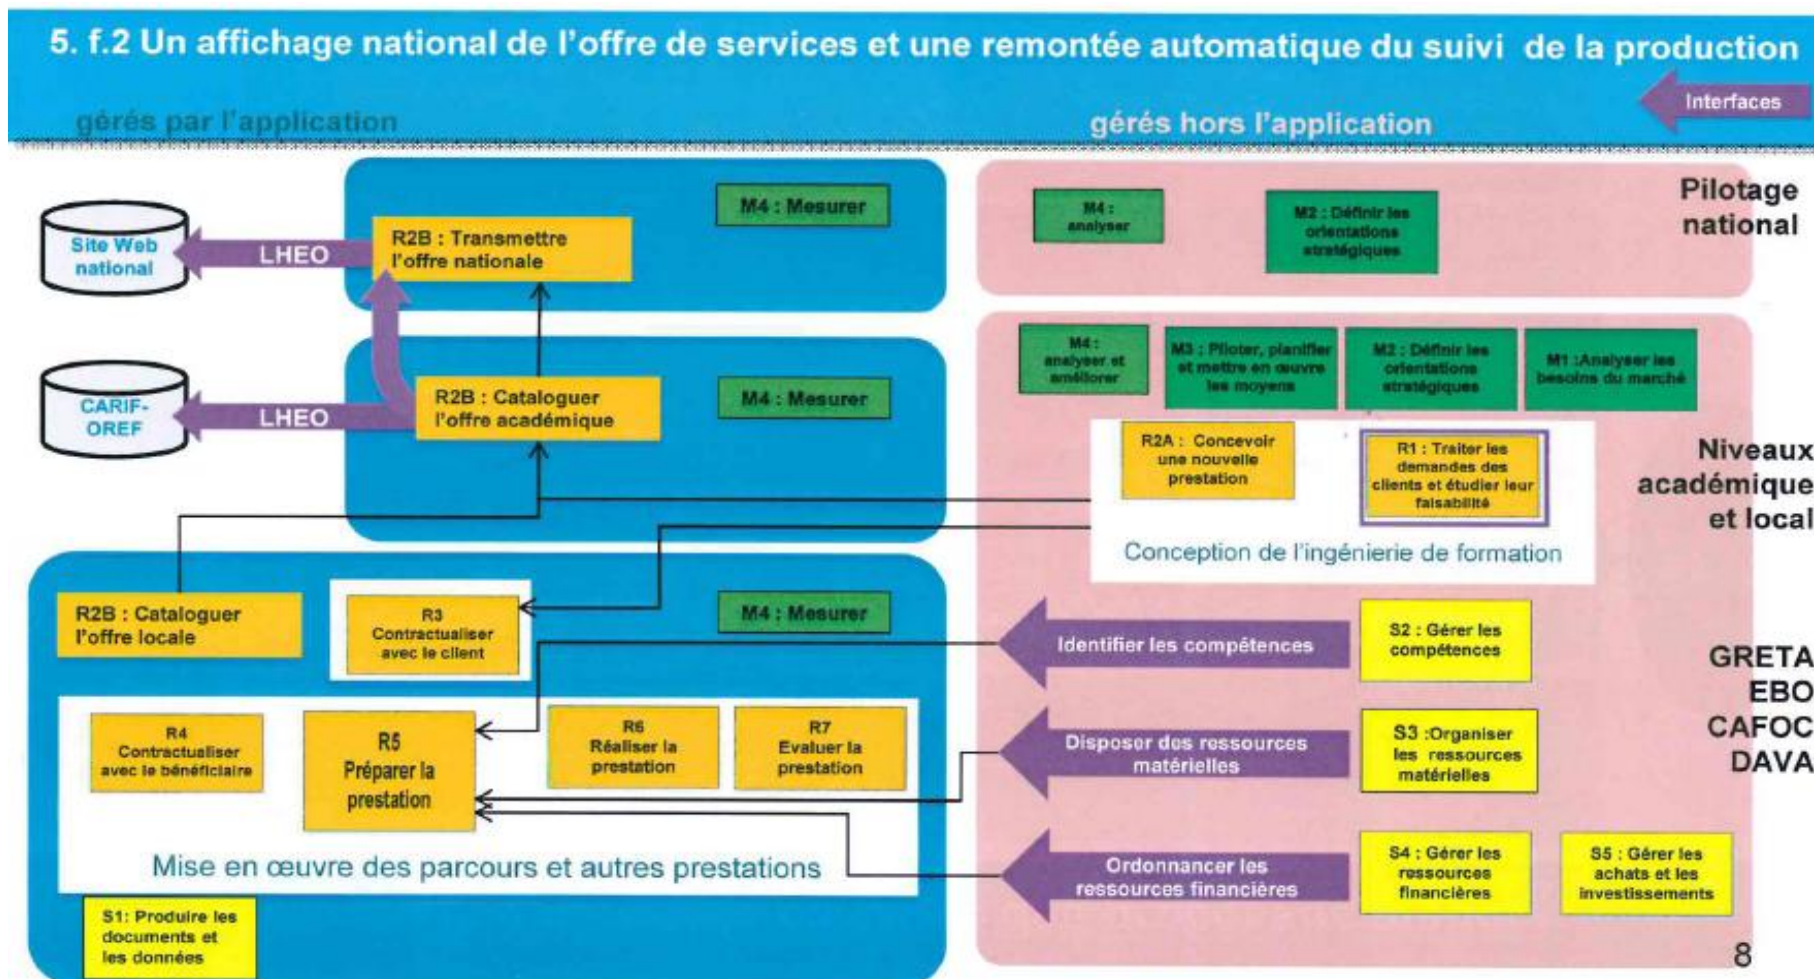 5. f.2 Un affichage national de l'offre de services et une remontée automatique du suivi de la production
Interfaces
gérés par l'application
gérés hors l'application
Site Web
national
LHEO
R2B : Transmettre
l'offre nationale
M4 : Mesurer
M4 :
analyser
M2 : Définir les
orientations
stratégiques
Pilotage
national
CARIF-
OREF
LHEO
R2B : Cataloguer
l'offre académique
M4 : Mesurer
M4 :
analyser et
améliorer
M3 : Piloter, planifier
et mettre en œuvre
les moyens
M2 : Définir les
orientations
stratégiques
M1 :Analyser les
besoins du marché
R2A : Concevoir
une nouvelle
prestation
R1 : Traiter les
demandes des
clients et étudier leur
faisabilité
Conception de l'ingénierie de formation
Niveaux
académique
et local
R2B : Cataloguer
l'offre locale
R3
Contractualiser
avec le client
M4 : Mesurer
Identifier les compétences
S2 : Gérer les
compétences
GRETA
EBO
CAFOC
DAVA
R4
Contractualiser
avec le bénéficiaire
R5
Préparer la
prestation
R6
Réaliser la
prestation
R7
Evaluer la
prestation
Disposer des ressources
matérielles
S3 :Organiser
les ressources
matérielles
Mise en œuvre des parcours et autres prestations
Ordonnancer les
ressources financières
S4 : Gérer les
ressources
financières
S5 : Gérer les
achats et les
investissements
S1: Produire les
documents et
les données
8